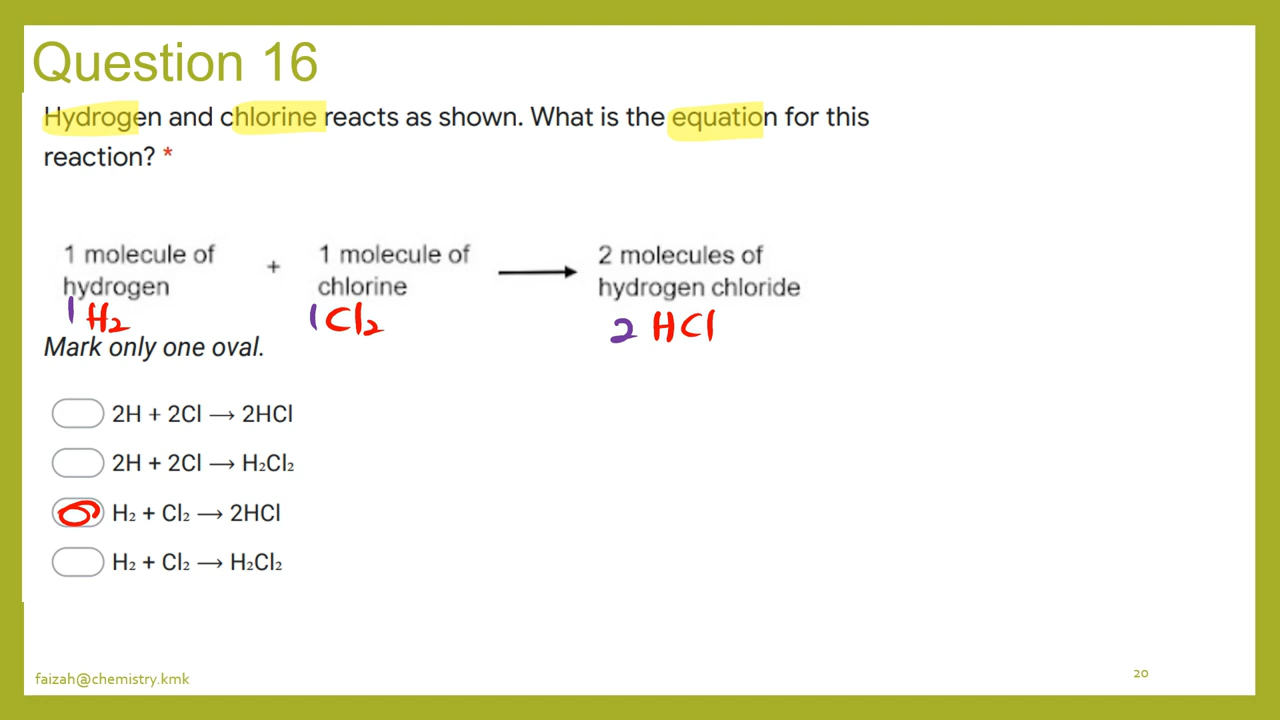 Question 16
Hydrogen and chlorine reacts as shown. What is the equation for this
reaction? *
1 molecule of + 1 molecule of ⟶ 2 molecules of
hydrogen chlorine hydrogen chloride
1 H₂ 1 Cl₂ 2 HCl
Mark only one oval.
2H + 2Cl ⟶ 2HCl
2H + 2Cl ⟶ H₂Cl₂
H₂ + Cl₂ ⟶ 2HCl
H₂ + Cl₂ ⟶ H₂Cl₂
faizah@chemistry.kmk
20